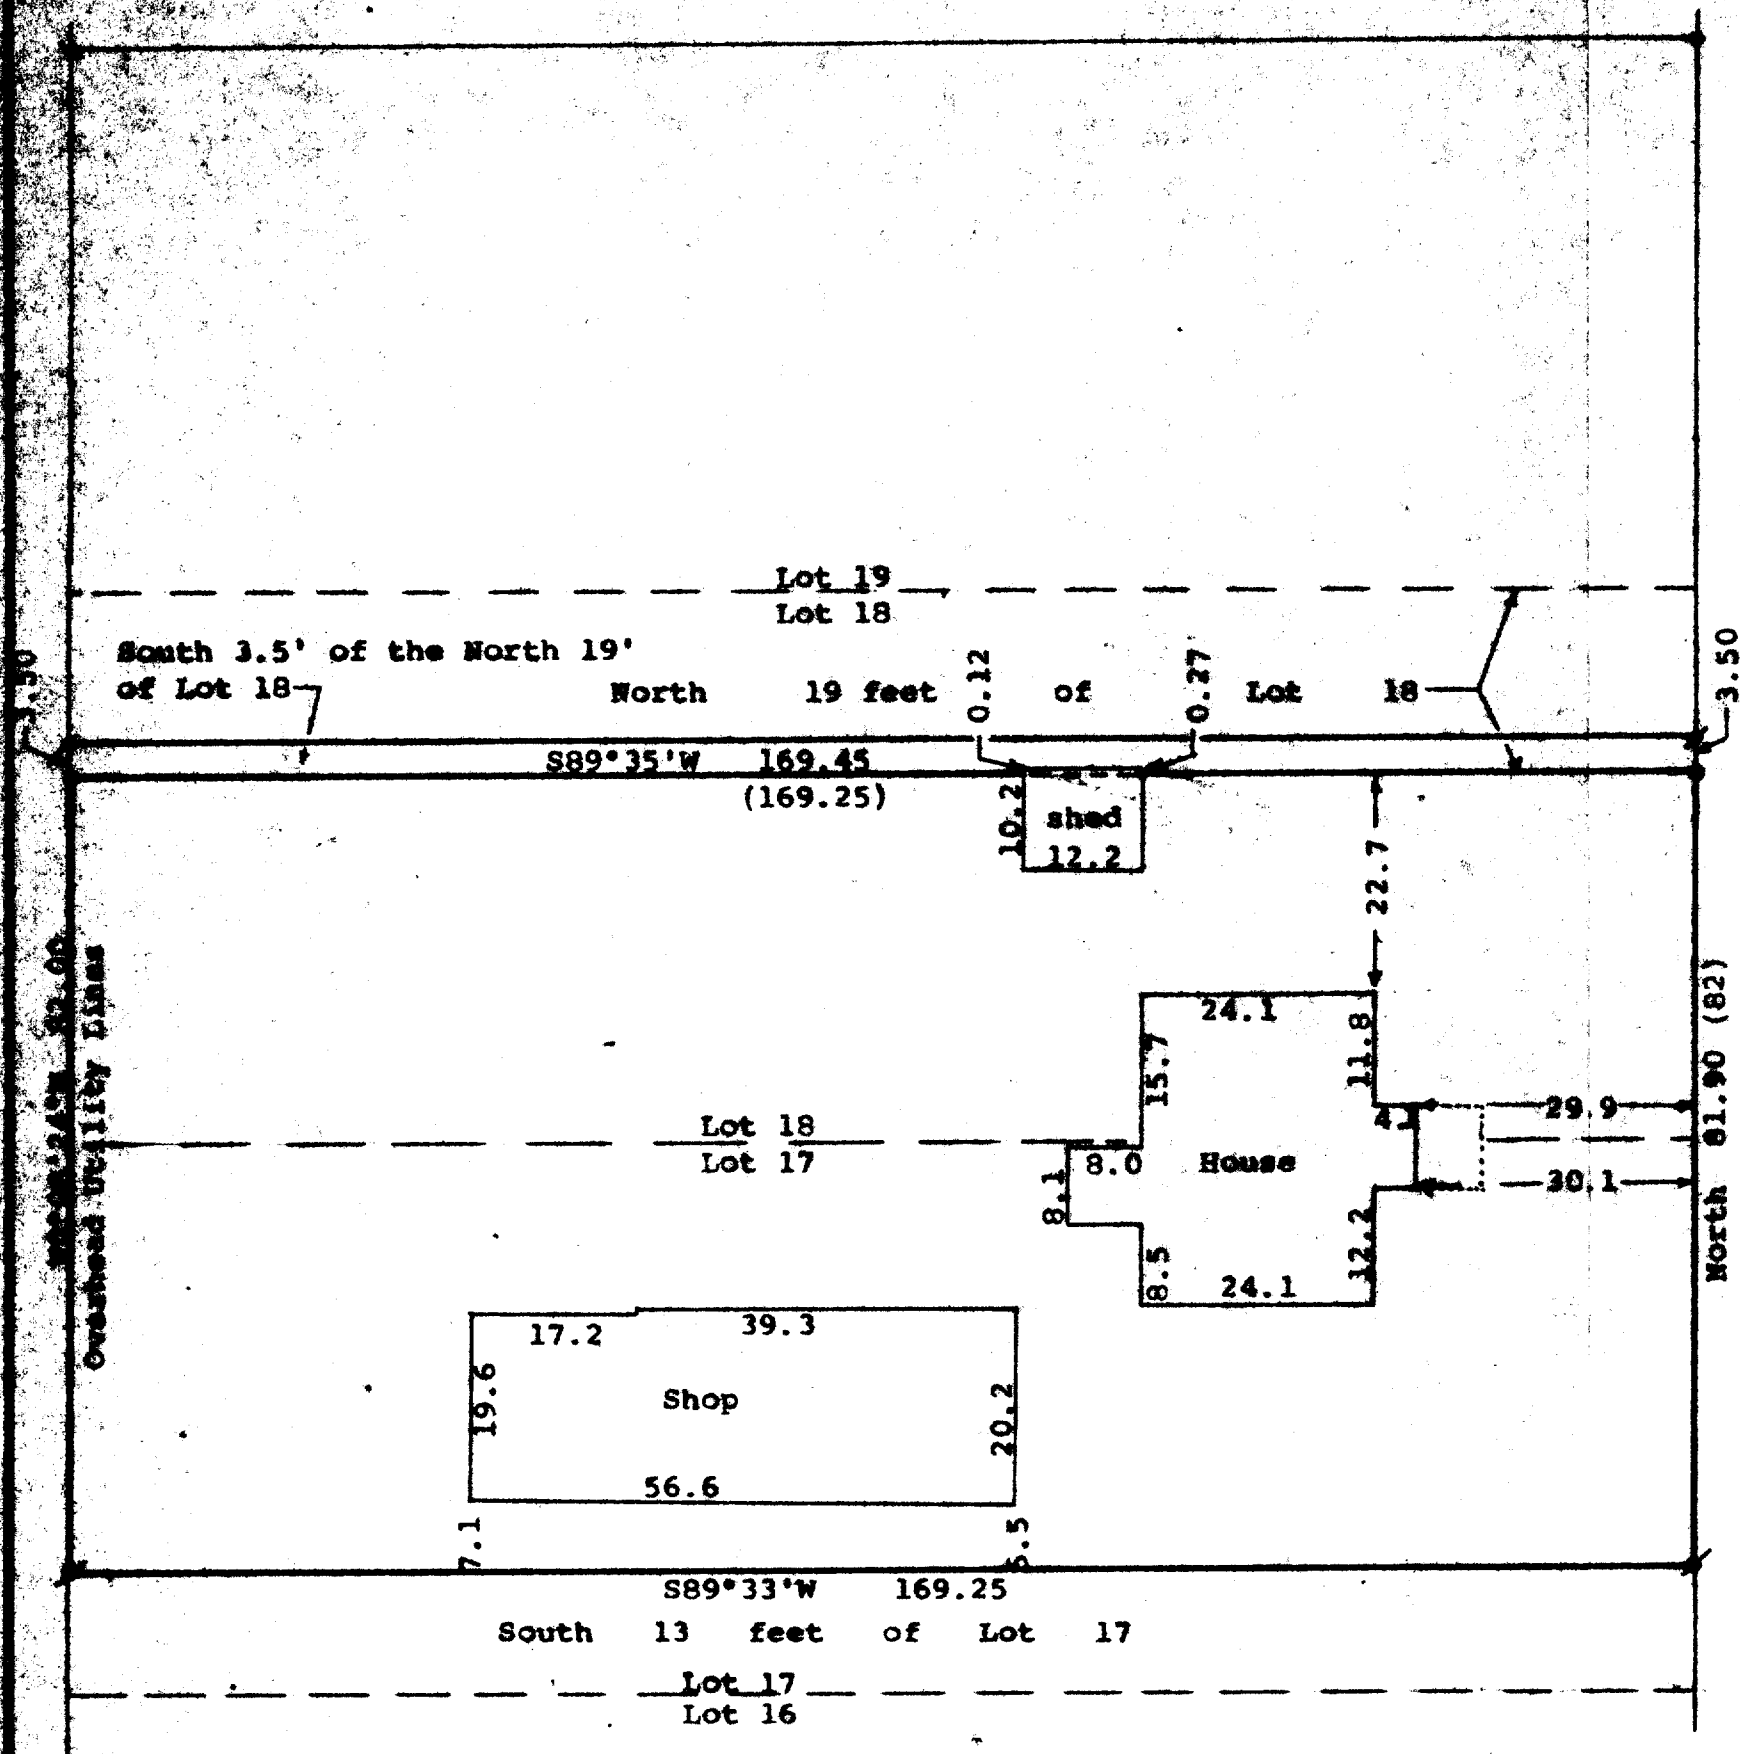 Lot 19
Lot 18
South 3.5' of the North 19'
of Lot 18
North 19 feet of Lot 18
0.12
0.27
3.50
3.50
S89°35'W 169.45
(169.25)
10.2
shed
12.2
22.7
82.00
Overhead Utility Lines
North 81.90 (82)
24.1
15.7
11.8
4.1
29.9
Lot 18
Lot 17
8.0
House
8.1
30.1
8.5
12.2
24.1
17.2
39.3
19.6
Shop
20.2
56.6
7.1
S89°33'W 169.25
South 13 feet of Lot 17
Lot 17
Lot 16